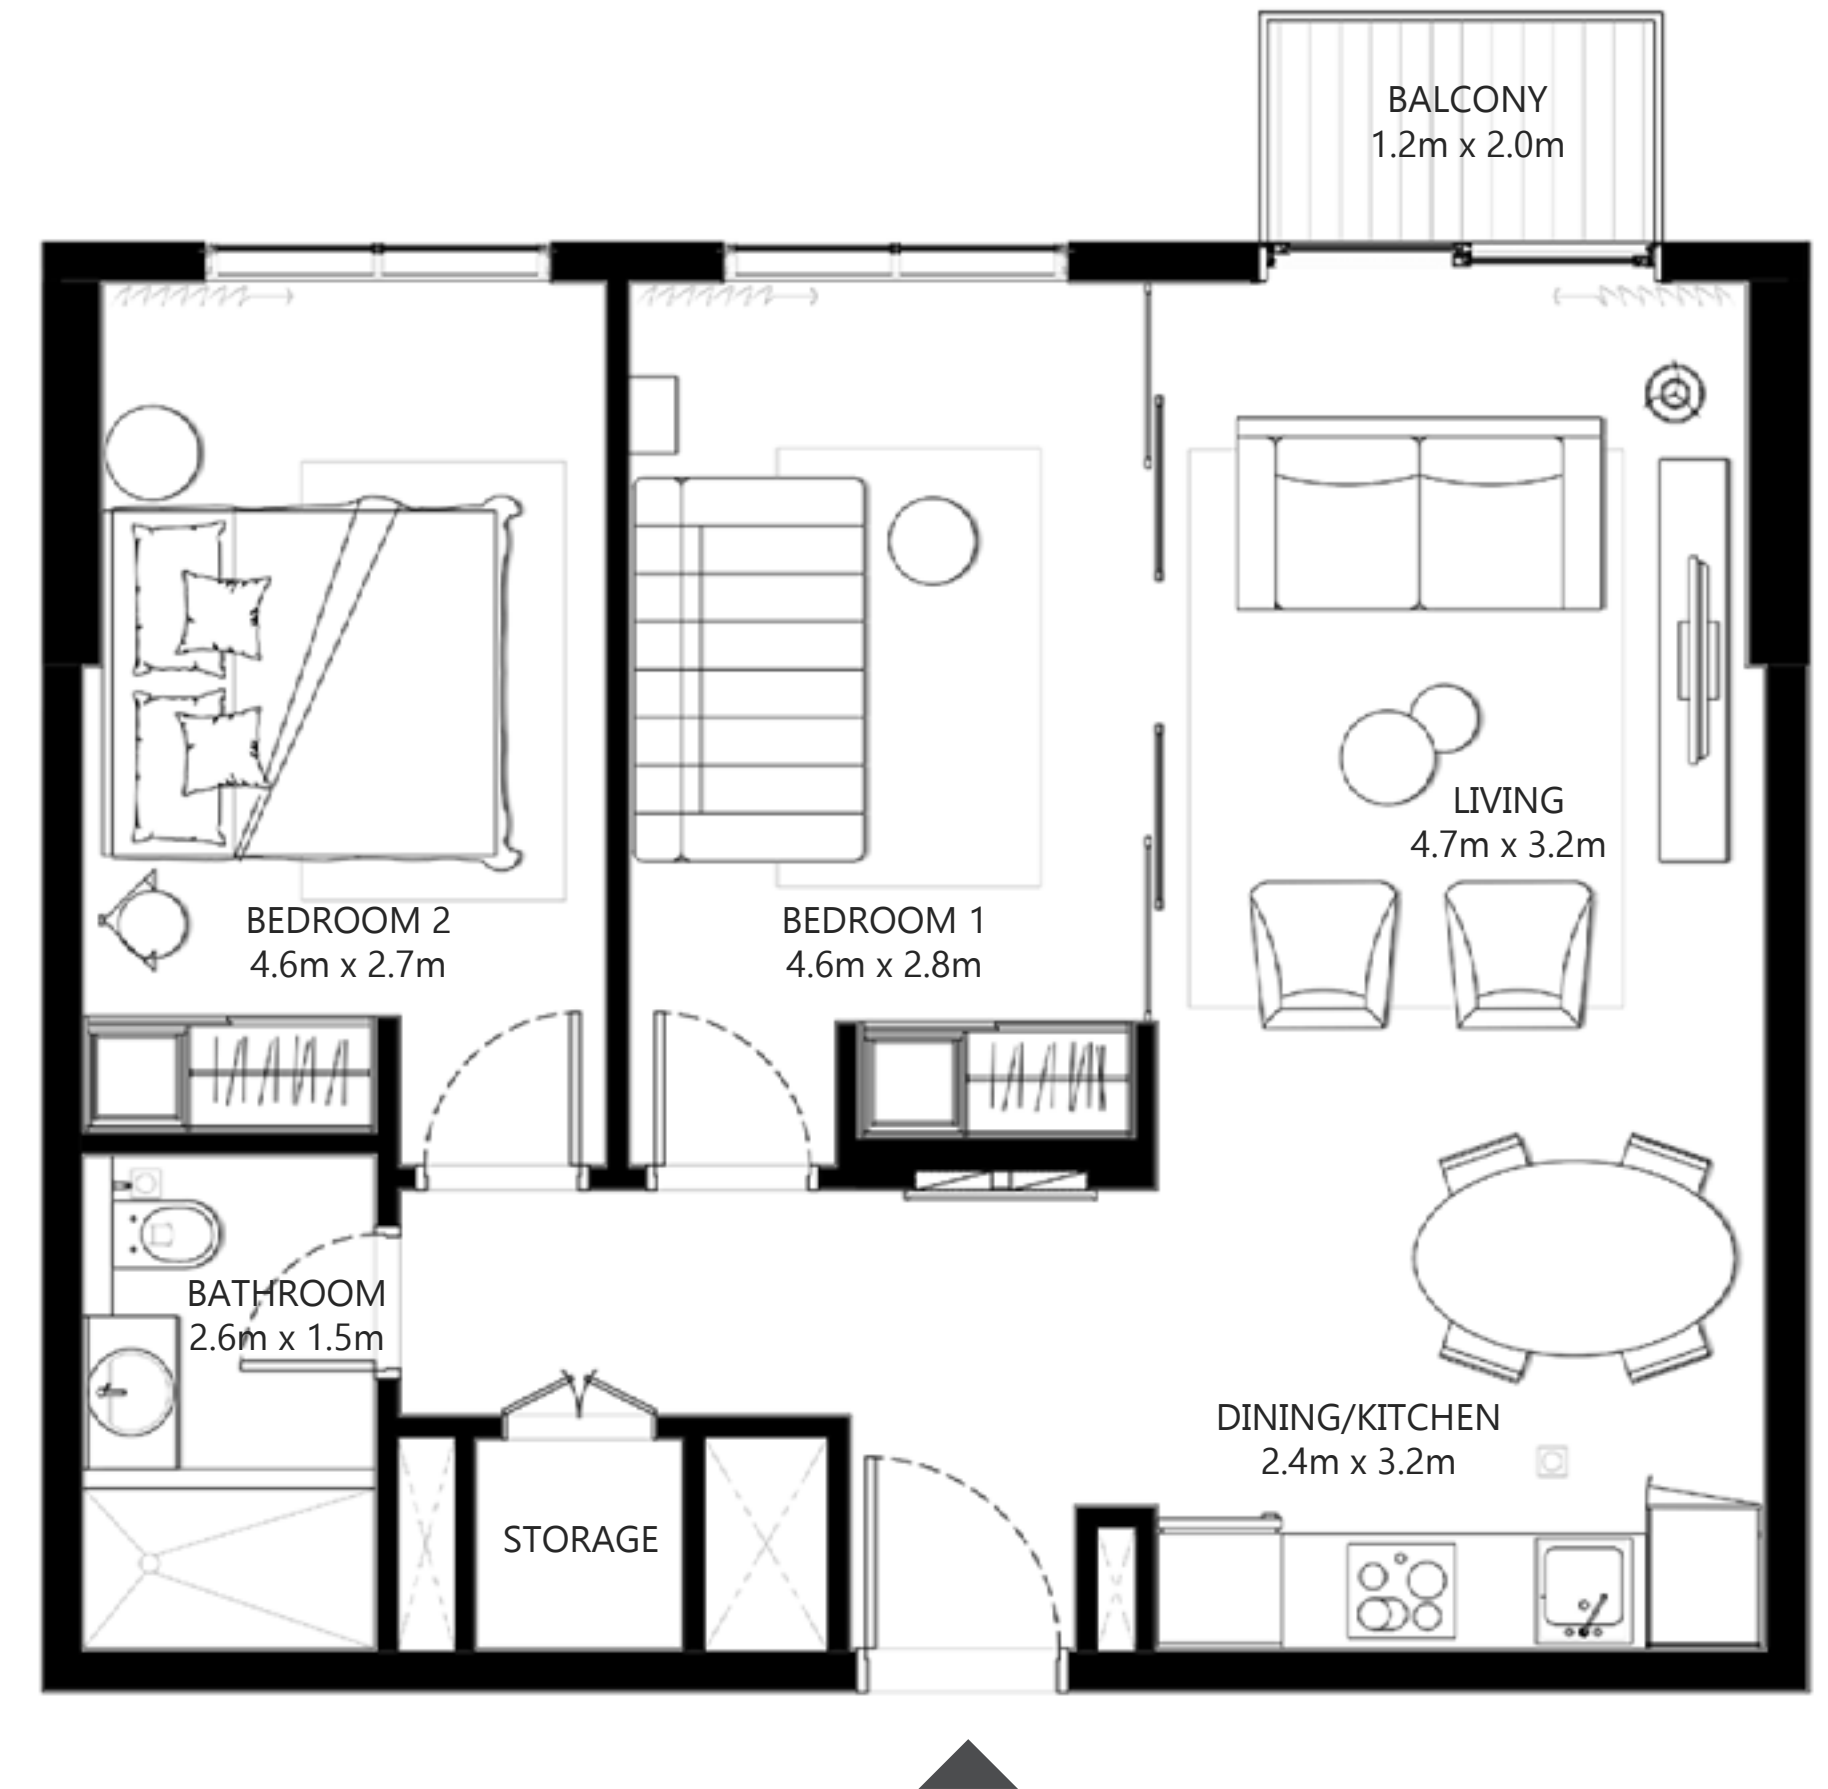 BALCONY
1.2m x 2.0m
LIVING
4.7m x 3.2m
BEDROOM 2
4.6m x 2.7m
BEDROOM 1
4.6m x 2.8m
BATHROOM
2.6m x 1.5m
DINING/KITCHEN
2.4m x 3.2m
STORAGE